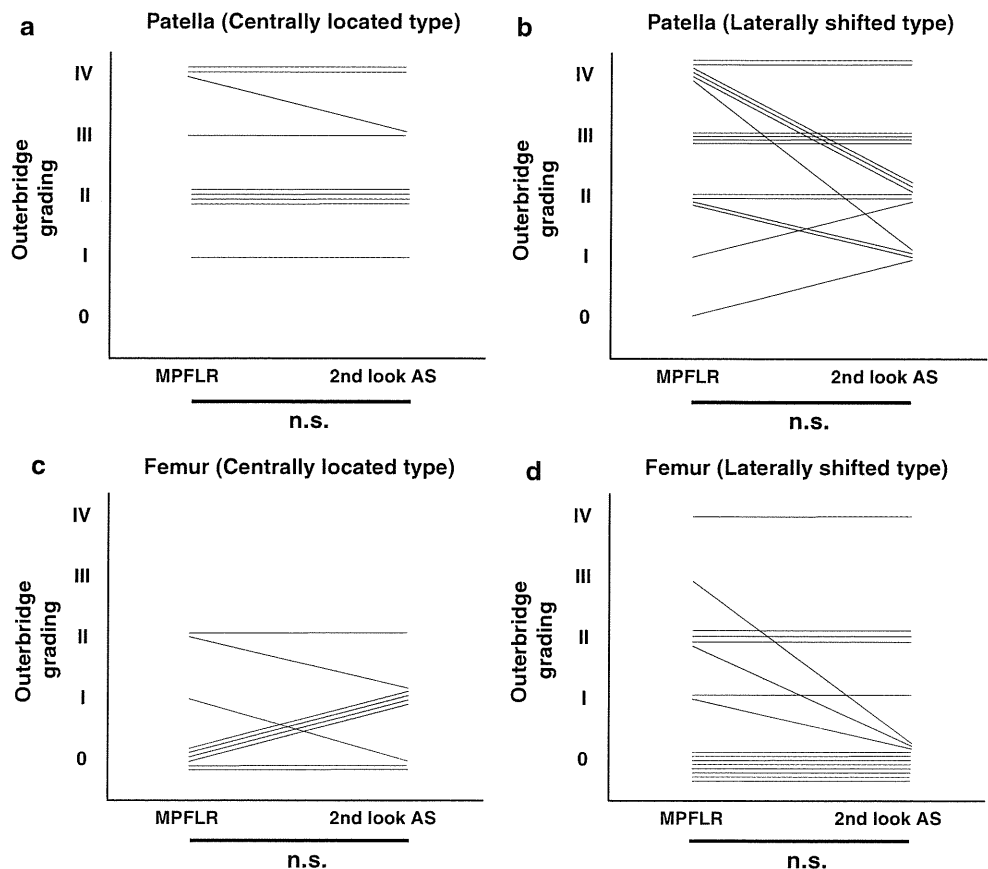 a
Patella (Centrally located type)
Outerbridge
grading
IV
III
II
I
0
MPFLR
2nd look AS
n.s.
b
Patella (Laterally shifted type)
Outerbridge
grading
IV
III
II
I
0
MPFLR
2nd look AS
n.s.
c
Femur (Centrally located type)
Outerbridge
grading
IV
III
II
I
0
MPFLR
2nd look AS
n.s.
d
Femur (Laterally shifted type)
Outerbridge
grading
IV
III
II
I
0
MPFLR
2nd look AS
n.s.